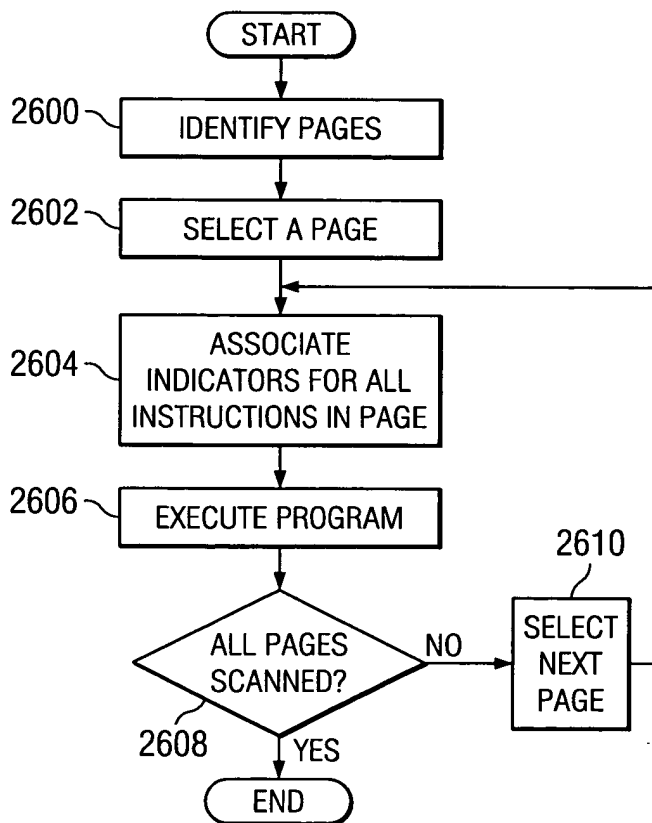 START
2600
IDENTIFY PAGES
2602
SELECT A PAGE
2604
ASSOCIATE
INDICATORS FOR ALL
INSTRUCTIONS IN PAGE
2606
EXECUTE PROGRAM
2608
ALL PAGES
SCANNED?
NO
2610
SELECT
NEXT
PAGE
YES
END